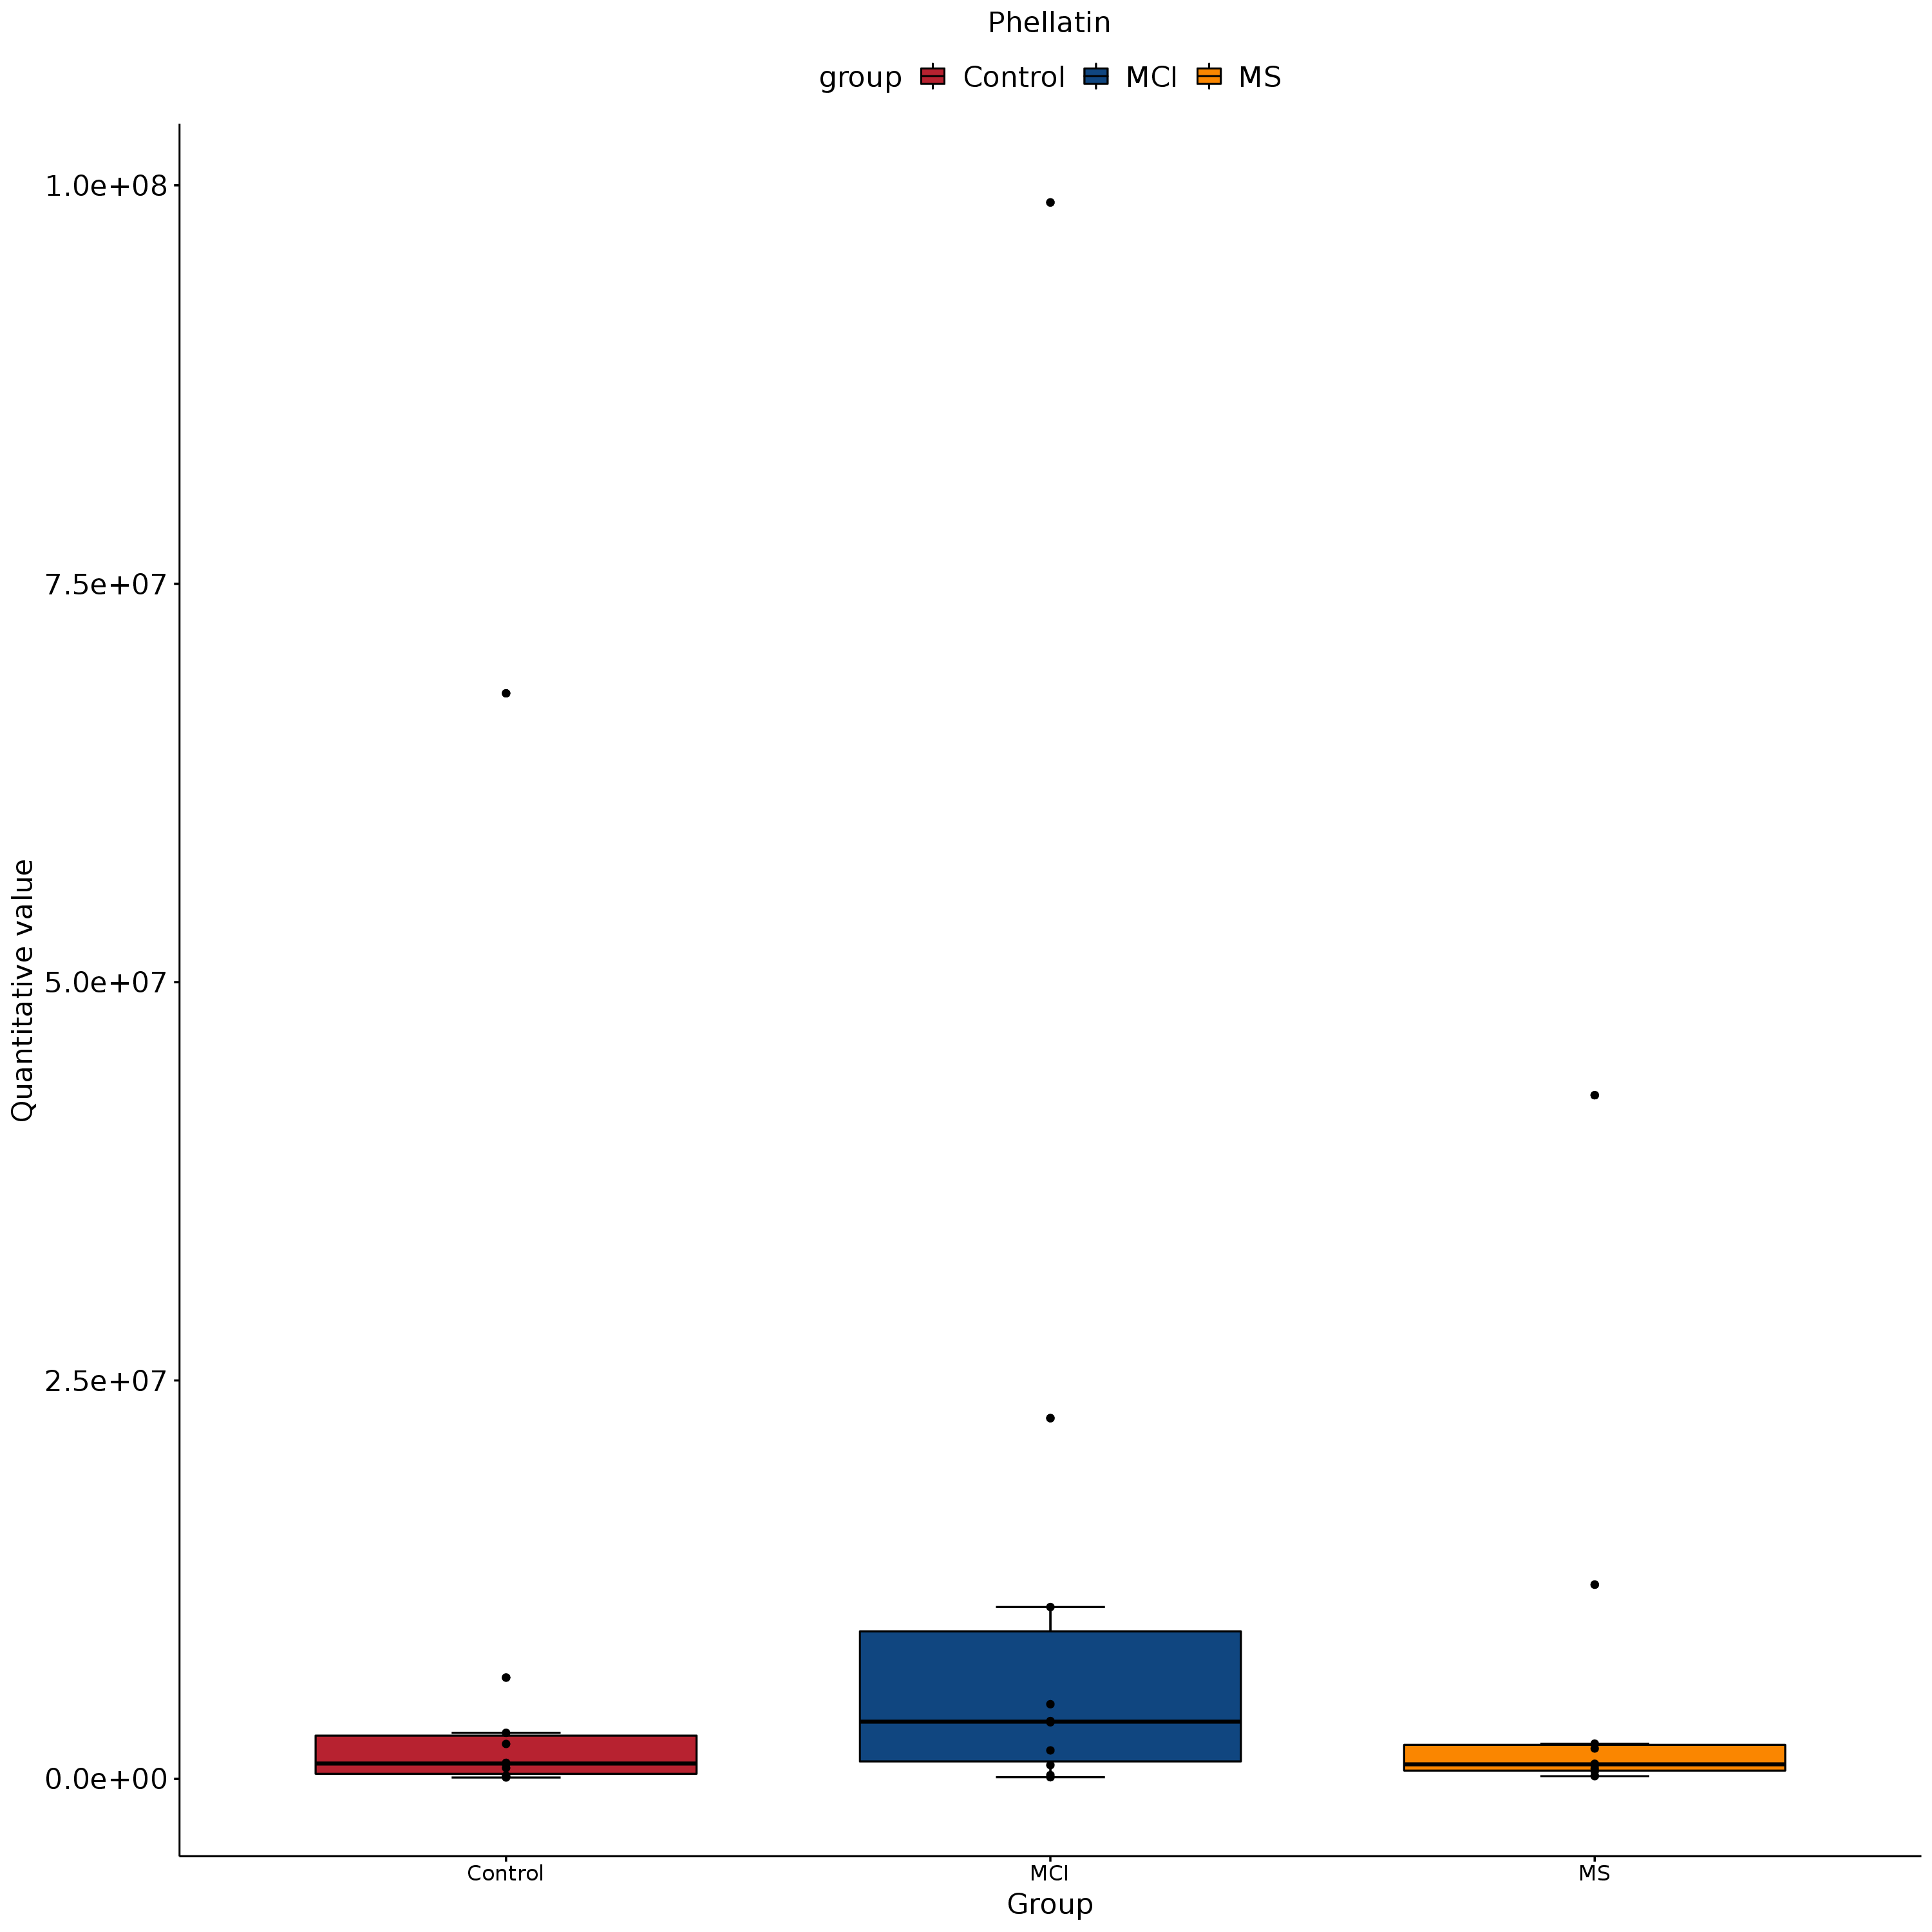 Phellatin
group Control MCI MS
1.0e+08
7.5e+07
5.0e+07
2.5e+07
0.0e+00
Quantitative value
Control MCI MS
Group